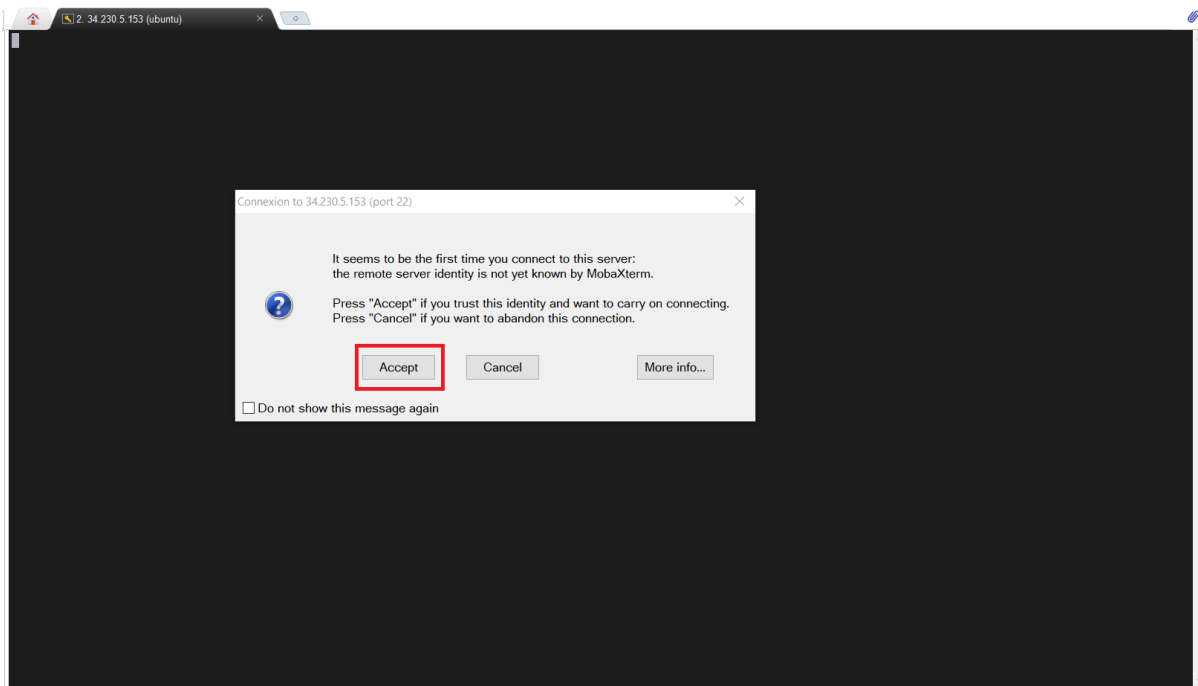 2. 34.230.5.153 (ubuntu)
Connexion to 34.230.5.153 (port 22)
It seems to be the first time you connect to this server:
the remote server identity is not yet known by MobaXterm.
Press "Accept" if you trust this identity and want to carry on connecting.
Press "Cancel" if you want to abandon this connection.
Accept Cancel More info...
Do not show this message again